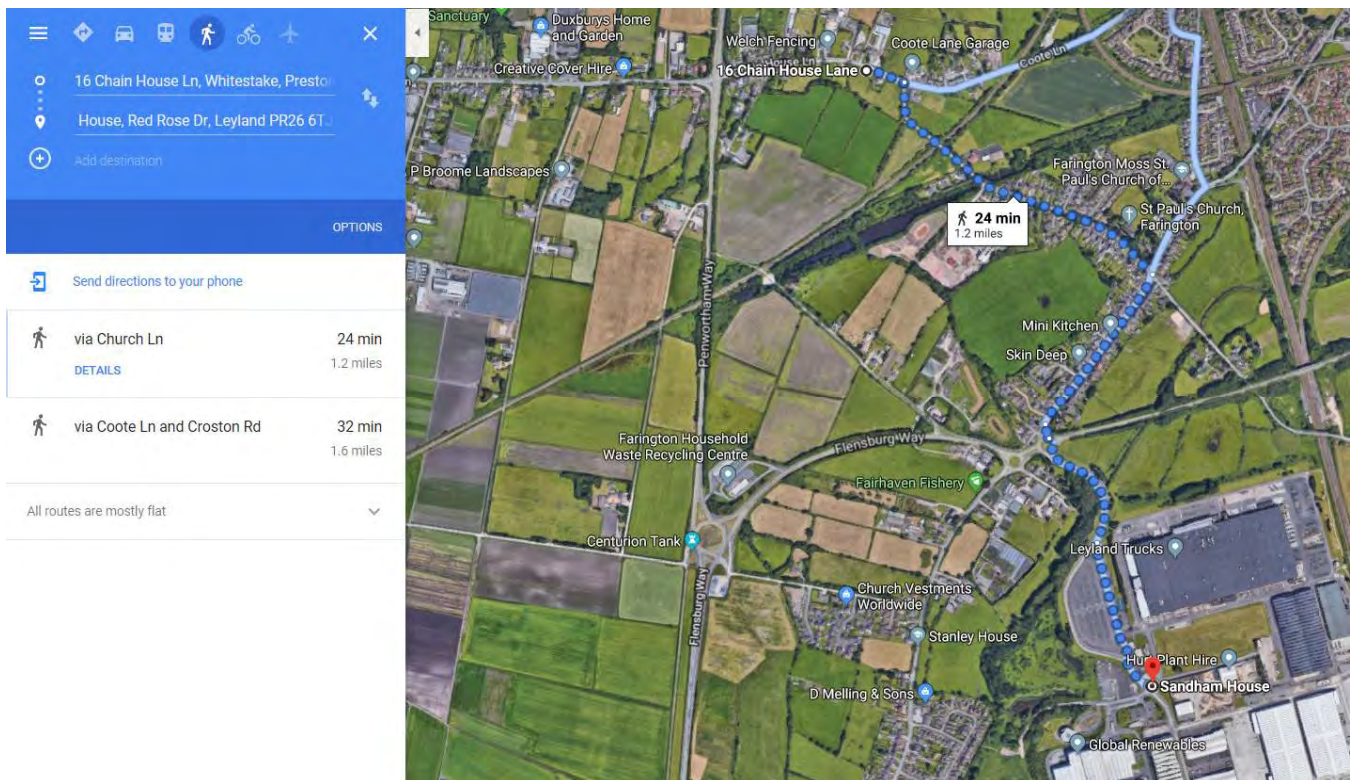 16 Chain House Ln, Whitestake, Presto
House, Red Rose Dr, Leyland PR26 6T
Add destination
OPTIONS
Send directions to your phone
via Church Ln
24 min
1.2 miles
DETAILS
via Coote Ln and Croston Rd
32 min
1.6 miles
All routes are mostly flat
Sanctuary
Duxburys Home
and Garden
Welch Fencing
Coote Lane Garage
Creative Cover Hire
16 Chain House Lane
House Ln
Coote Ln
P Broome Landscapes
Farington Moss St.
Paul's Church of...
24 min
1.2 miles
St Paul's Church,
Farington
Penwortham Way
Mini Kitchen
Skin Deep
Farington Household
Waste Recycling Centre
Flensburg Way
Fairhaven Fishery
Centurion Tank
Leyland Trucks
Flensburg Way
Church Vestments
Worldwide
Stanley House
Plant Hire
Sandham House
D Melling & Sons
Global Renewables